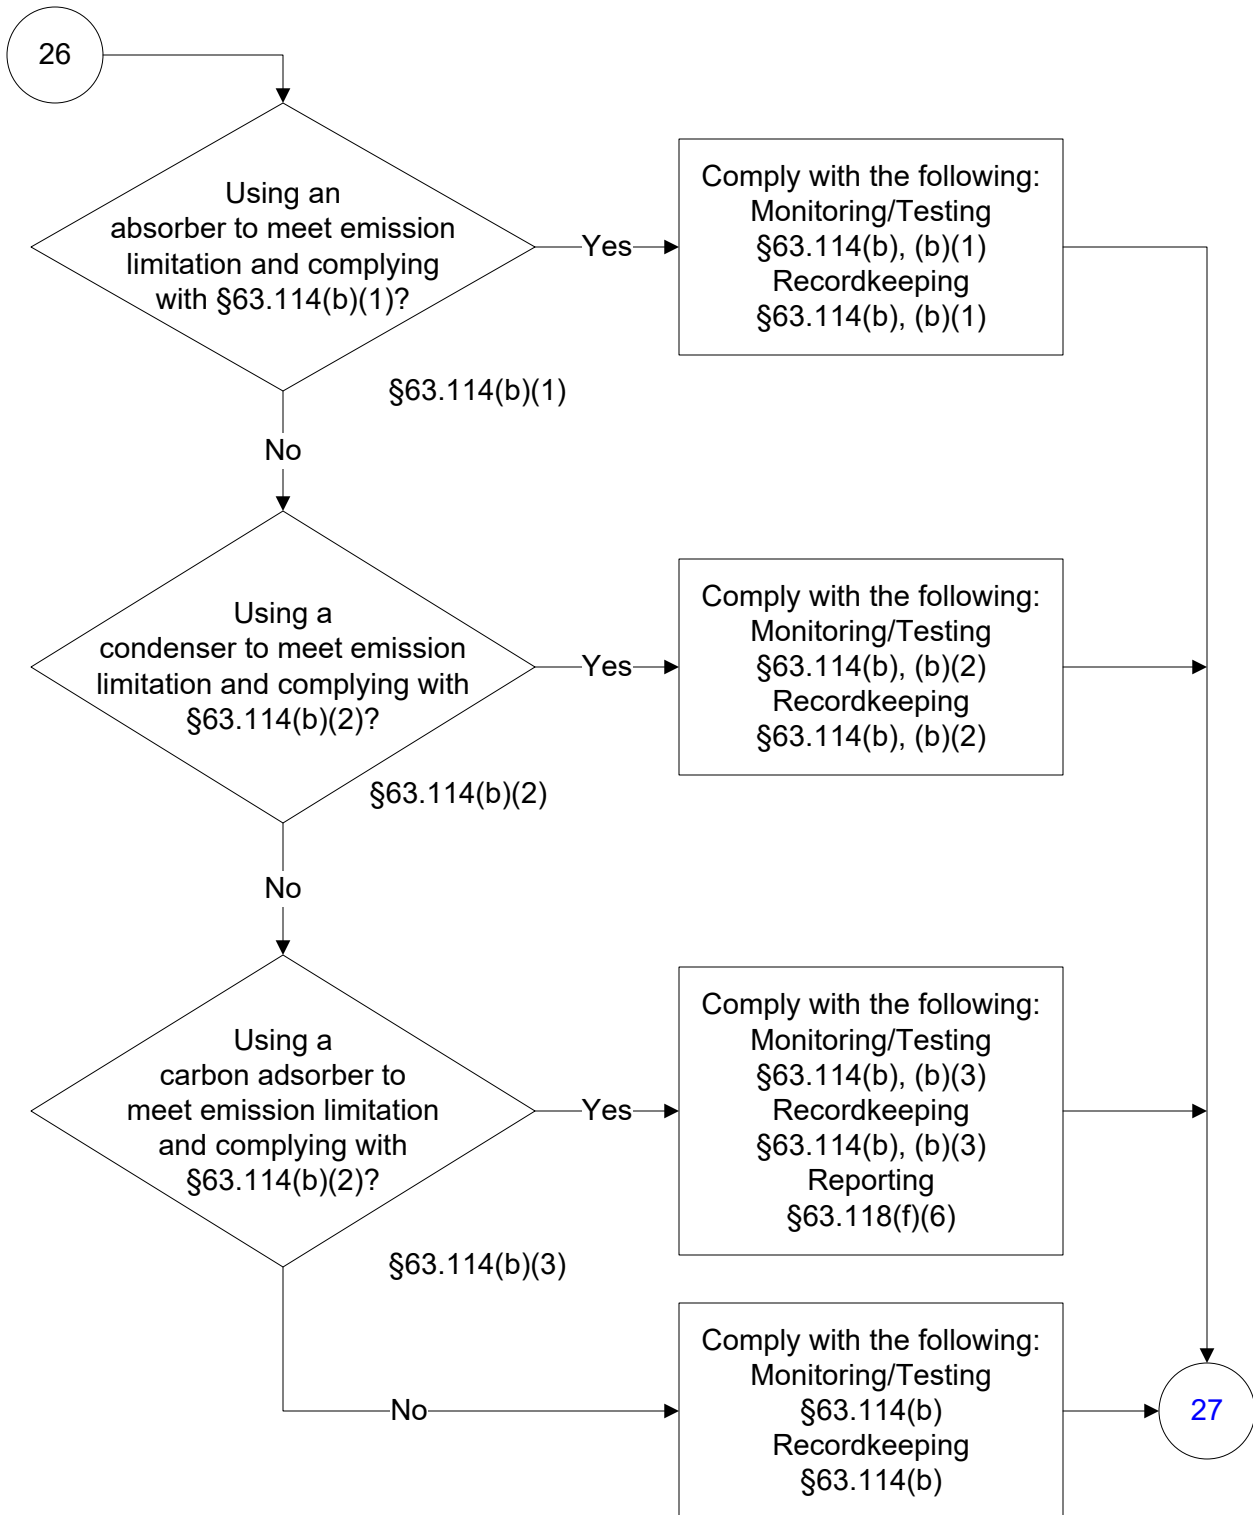 26
Using an
absorber to meet emission
limitation and complying
with §63.114(b)(1)?
Yes
Comply with the following:
Monitoring/Testing
§63.114(b), (b)(1)
Recordkeeping
§63.114(b), (b)(1)
§63.114(b)(1)
No
Using a
condenser to meet emission
limitation and complying with
§63.114(b)(2)?
Yes
Comply with the following:
Monitoring/Testing
§63.114(b), (b)(2)
Recordkeeping
§63.114(b), (b)(2)
§63.114(b)(2)
No
Using a
carbon adsorber to
meet emission limitation
and complying with
§63.114(b)(2)?
Yes
Comply with the following:
Monitoring/Testing
§63.114(b), (b)(3)
Recordkeeping
§63.114(b), (b)(3)
Reporting
§63.118(f)(6)
§63.114(b)(3)
No
Comply with the following:
Monitoring/Testing
§63.114(b)
Recordkeeping
§63.114(b)
27